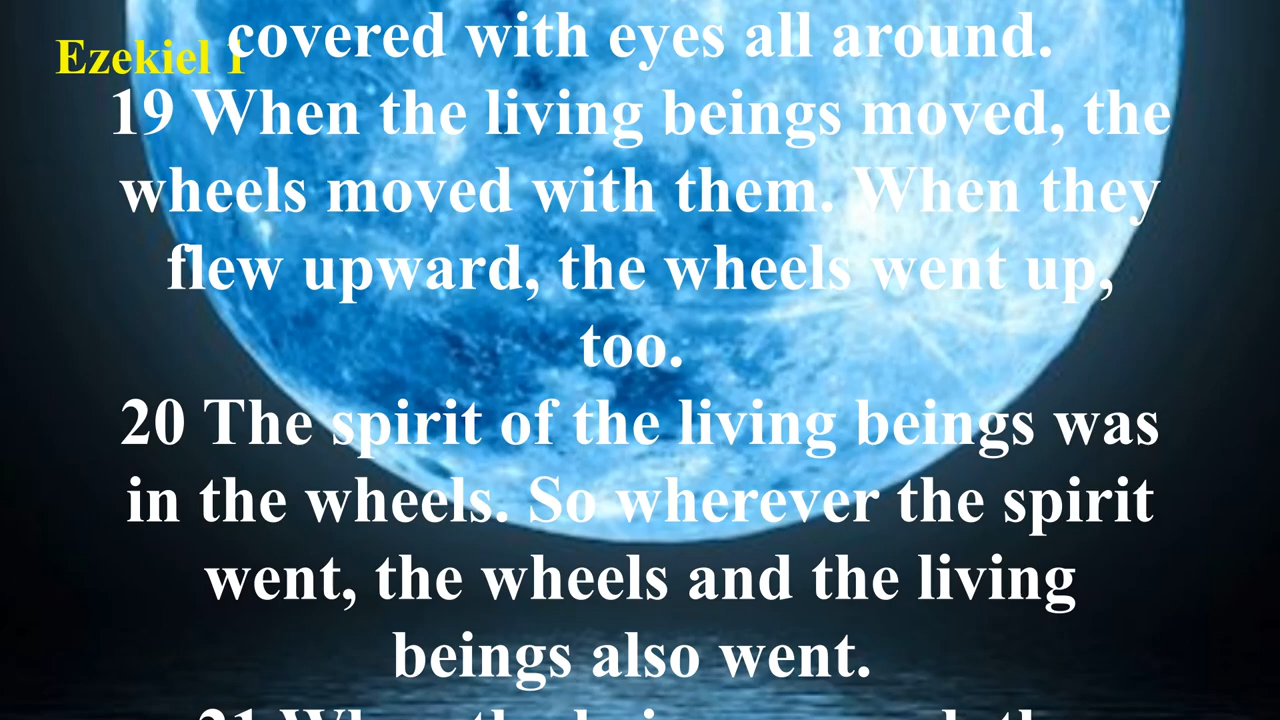 Ezekiel 1
covered with eyes all around.
19 When the living beings moved, the
wheels moved with them. When they
flew upward, the wheels went up,
too.
20 The spirit of the living beings was
in the wheels. So wherever the spirit
went, the wheels and the living
beings also went.